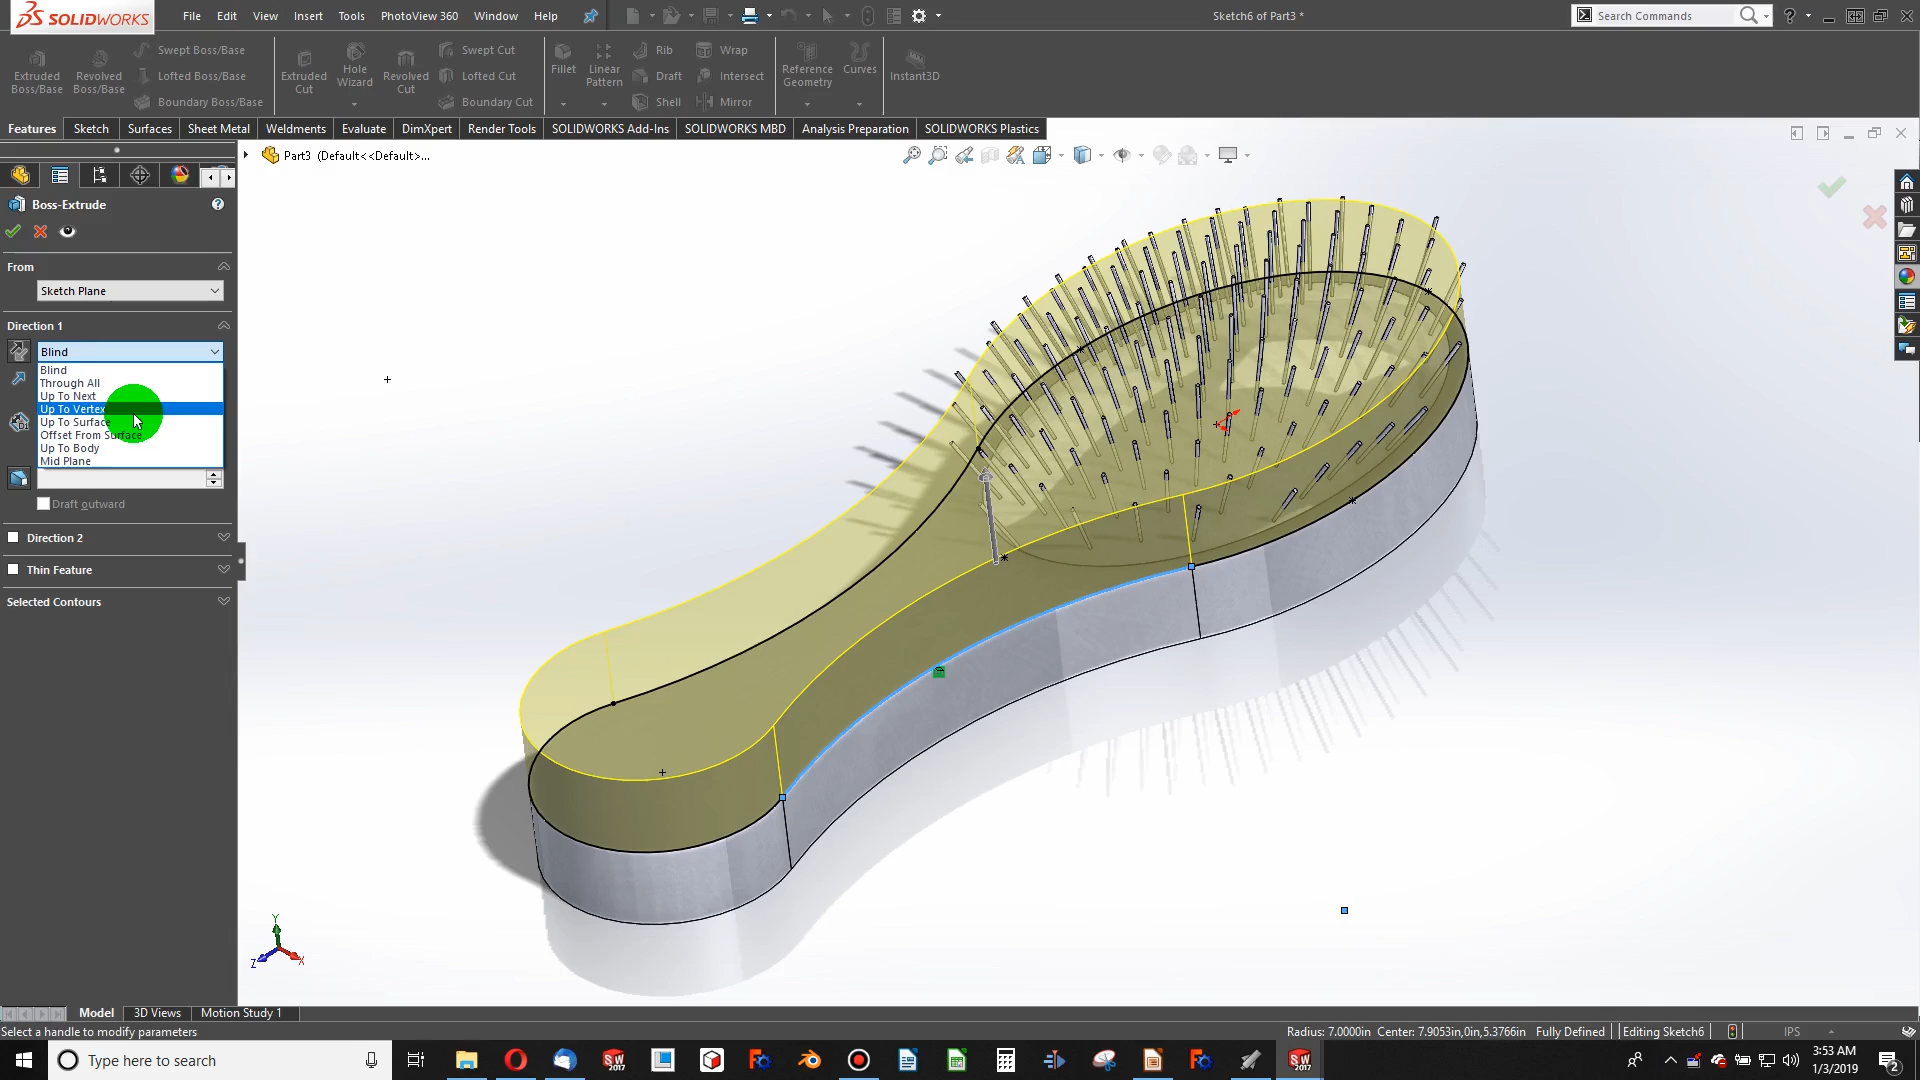 SOLIDWORKS
File Edit View Insert Tools PhotoView 360 Window Help
Sketch6 of Part3 *
Search Commands
Extruded Boss/Base
Revolved Boss/Base
Swept Boss/Base
Lofted Boss/Base
Boundary Boss/Base
Extruded Cut
Hole Wizard
Revolved Cut
Swept Cut
Lofted Cut
Boundary Cut
Fillet
Linear Pattern
Rib
Draft
Shell
Wrap
Intersect
Mirror
Reference Geometry
Curves
Instant3D
Features Sketch Surfaces Sheet Metal Weldments Evaluate DimXpert Render Tools SOLIDWORKS Add-Ins SOLIDWORKS MBD Analysis Preparation SOLIDWORKS Plastics
Part3 (Default<<Default>...
Boss-Extrude
From
Sketch Plane
Direction 1
Blind
Blind
Through All
Up To Next
Up To Vertex
Up To Surface
Offset From Surface
Up To Body
Mid Plane
Draft outward
Direction 2
Thin Feature
Selected Contours
Y
Z
X
Model 3D Views Motion Study 1
Select a handle to modify parameters
Radius: 7.0000in Center: 7.9053in,0in,5.3766in Fully Defined Editing Sketch6 IPS
Type here to search
SW 2017
SW 2017
3:53 AM
1/3/2019
2